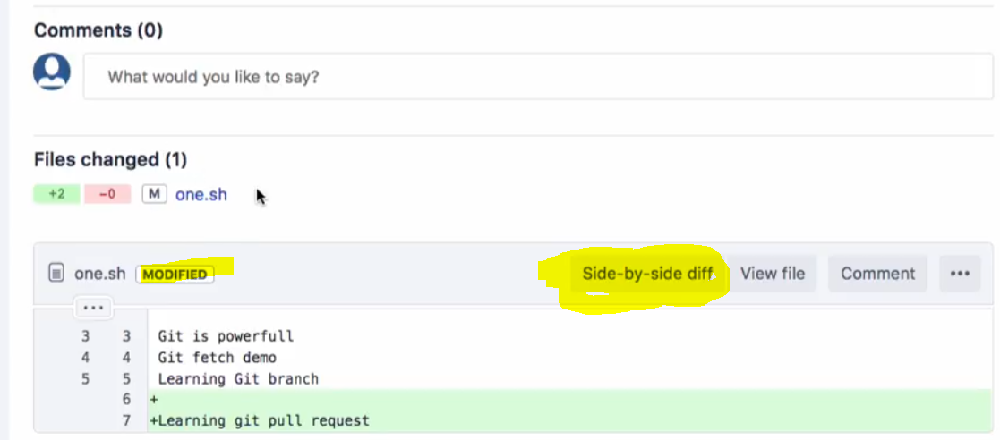 Comments (0)
What would you like to say?
Files changed (1)
+2 -0 M one.sh
one.sh MODIFIED Side-by-side diff View file Comment •••
•••
3 3 Git is powerfull
4 4 Git fetch demo
5 5 Learning Git branch
6 +
7 +Learning git pull request